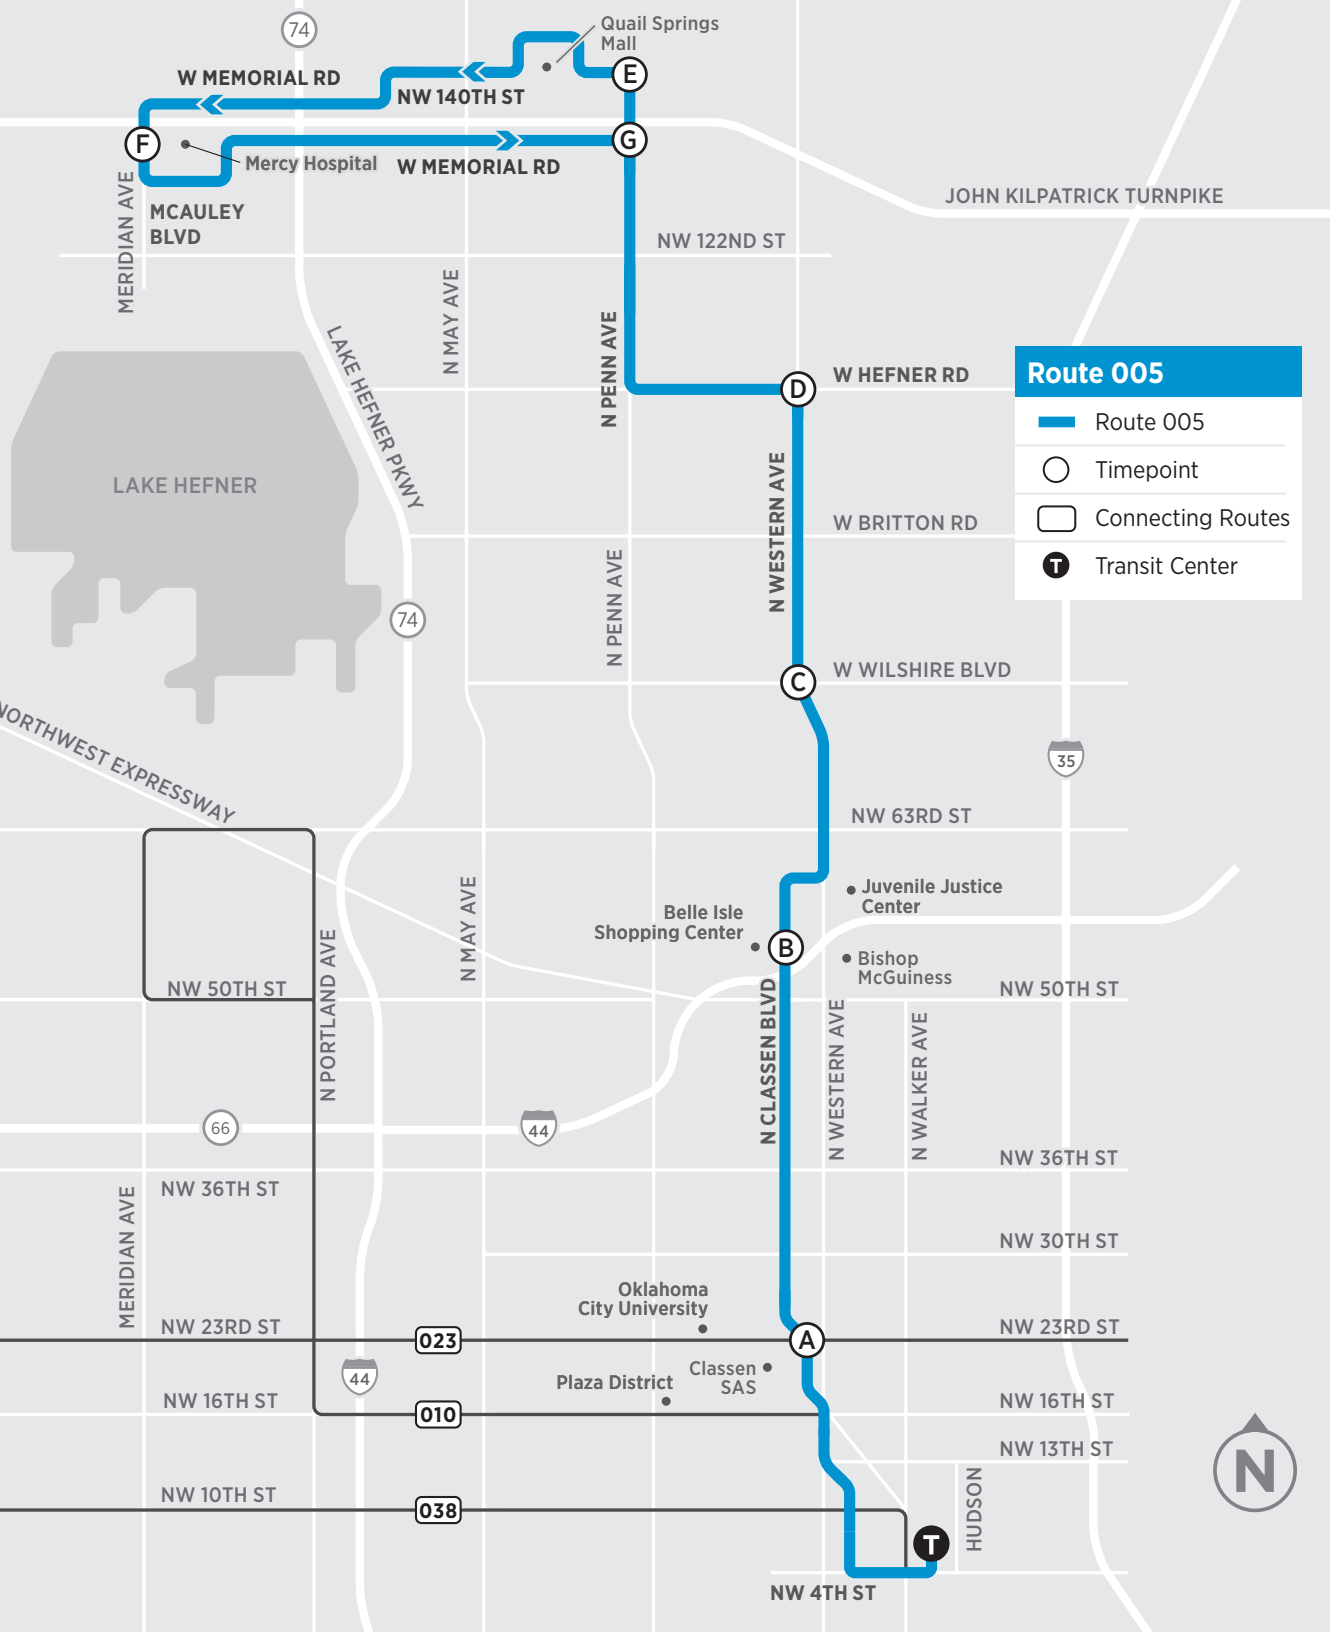 74
Quail Springs
Mall
W MEMORIAL RD
E
NW 140TH ST
F
G
Mercy Hospital
W MEMORIAL RD
MERIDIAN AVE
MCAULEY
BLVD
JOHN KILPATRICK TURNPIKE
NW 122ND ST
N MAY AVE
LAKE HEFNER PKWY
N PENN AVE
D
W HEFNER RD
Route 005
Route 005
Timepoint
Connecting Routes
T
Transit Center
LAKE HEFNER
N WESTERN AVE
W BRITTON RD
N PENN AVE
74
C
W WILSHIRE BLVD
NORTHWEST EXPRESSWAY
35
NW 63RD ST
N MAY AVE
Juvenile Justice
Center
Belle Isle
Shopping Center
B
Bishop
McGuiness
N PORTLAND AVE
NW 50TH ST
NW 50TH ST
N CLASSEN BLVD
N WESTERN AVE
N WALKER AVE
66
44
NW 36TH ST
NW 36TH ST
MERIDIAN AVE
NW 30TH ST
Oklahoma
City University
NW 23RD ST
023
A
NW 23RD ST
44
Classen
SAS
Plaza District
NW 16TH ST
010
NW 16TH ST
NW 13TH ST
N
HUDSON
NW 10TH ST
038
T
NW 4TH ST